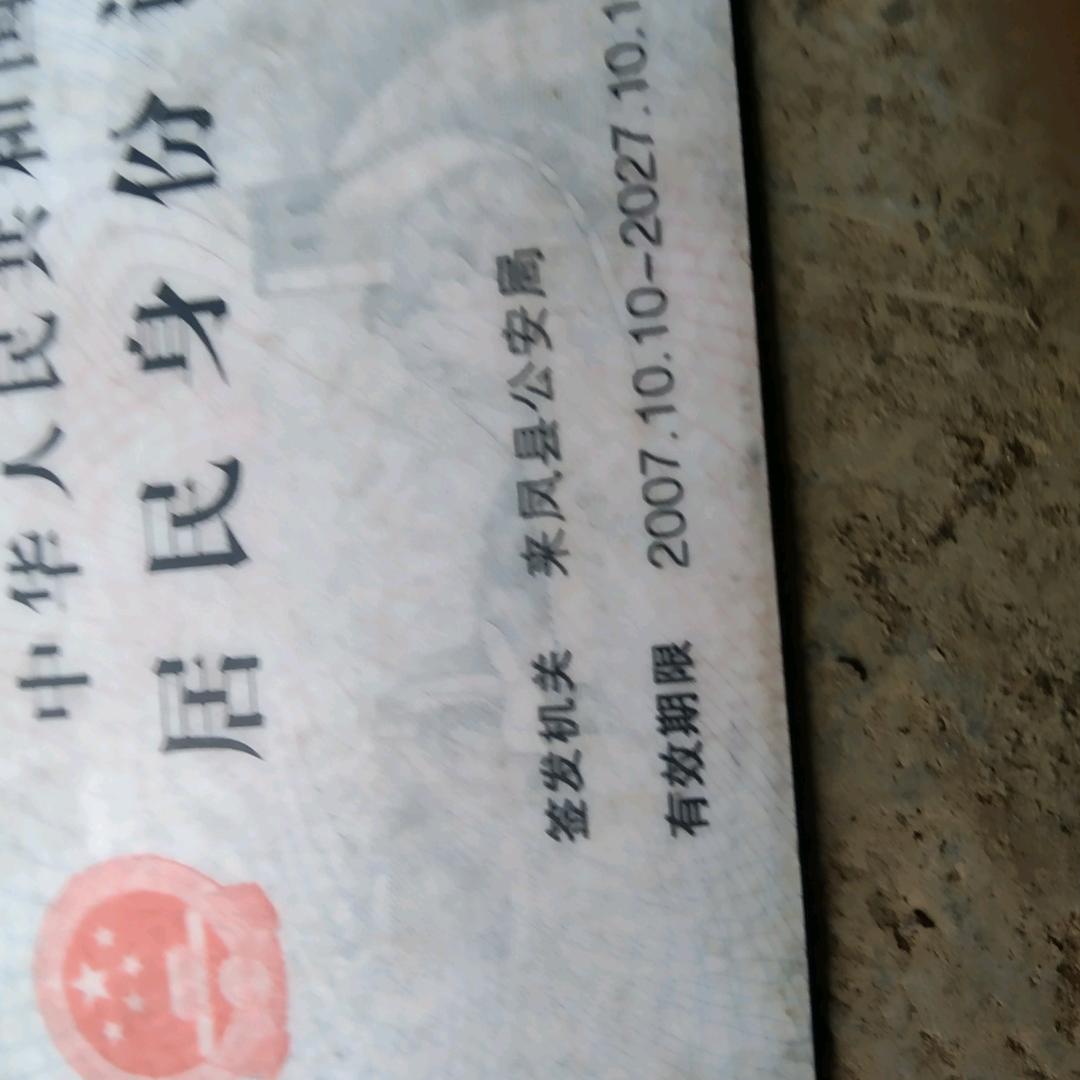 中华人民共和
居民身份
签发机关 来凤县公安局
有效期限 2007.10.10-2027.10.1